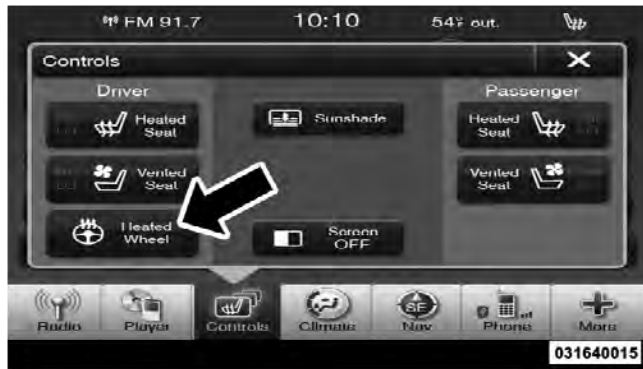 FM 91.7
10:10
54° out.
Controls
Driver
Passenger
Heated
Seat
Sunshade
Heated
Seat
Vented
Seat
Vented
Seat
Heated
Wheel
Screen
OFF
Radio
Player
Controls
Climate
SE
Nav
Phone
More
031640015